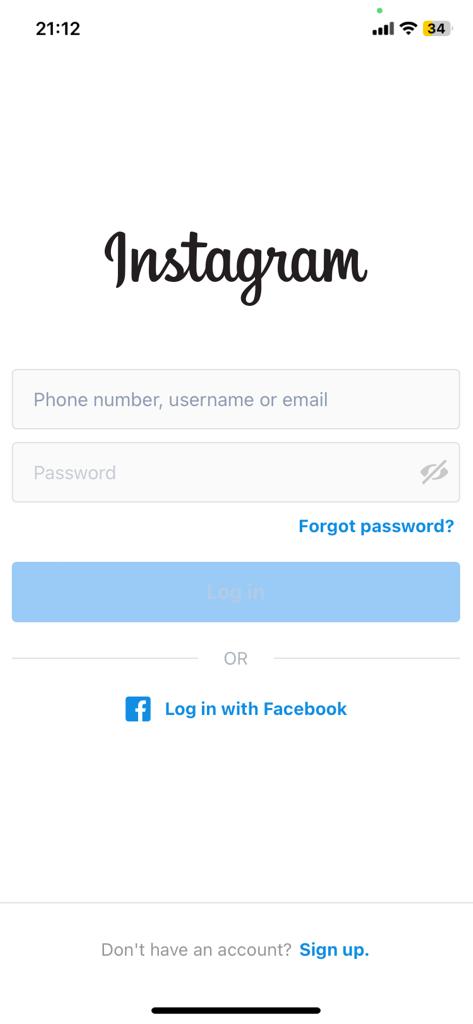 21:12
34
Instagram
Phone number, username or email
Password
Forgot password?
Log in
OR
Log in with Facebook
Don't have an account? Sign up.